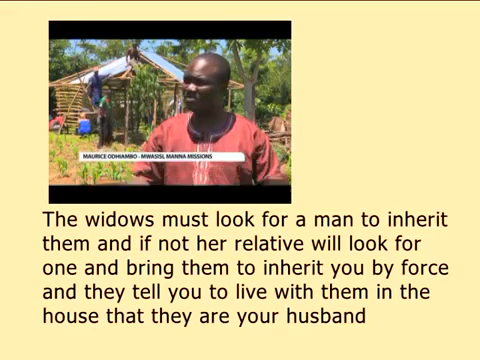 MAURICE ODHIAMBO - MWASISI, MANNA MISSIONS
The widows must look for a man to inherit
them and if not her relative will look for
one and bring them to inherit you by force
and they tell you to live with them in the
house that they are your husband